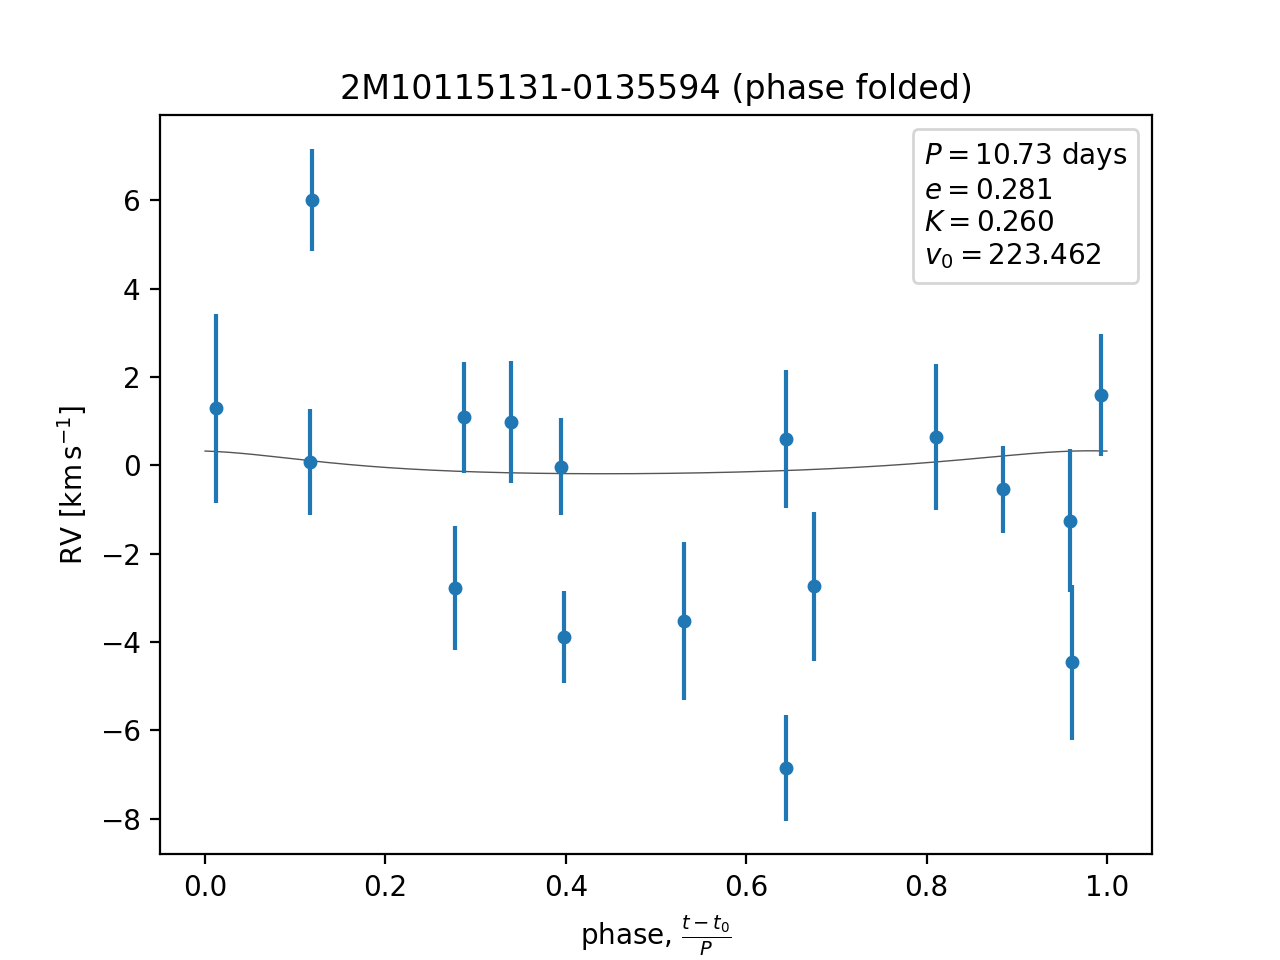 2M10115131-0135594 (phase folded)
P = 10.73 days
e = 0.281
K = 0.260
v₀ = 223.462
6
4
2
0
−2
−4
−6
−8
RV [km s⁻¹]
0.0 0.2 0.4 0.6 0.8 1.0
phase, (t − t₀)/P